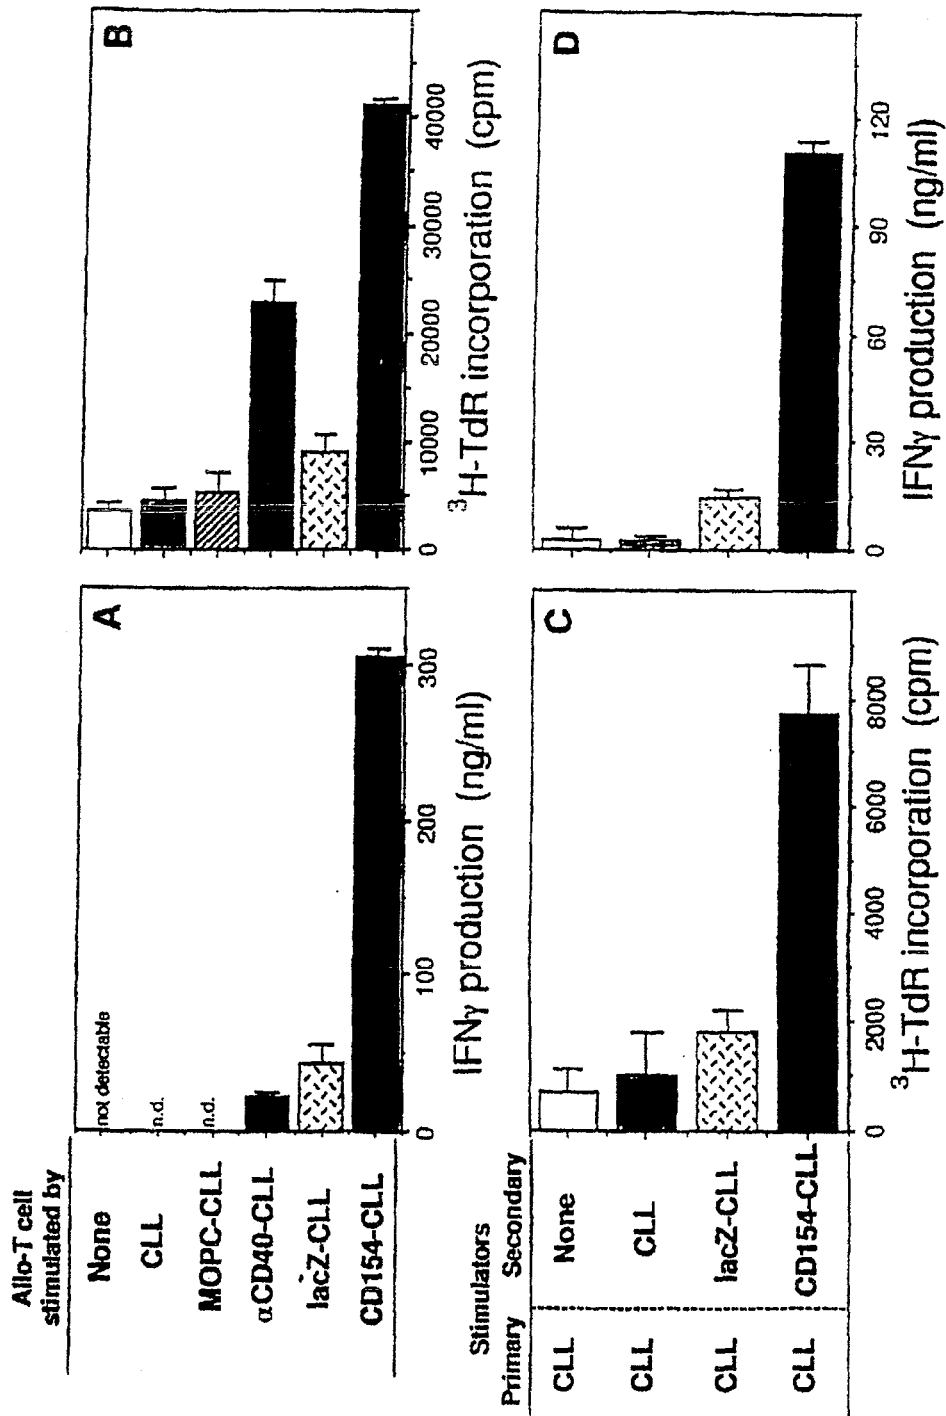 Allo-T cell
stimulated by
None
CLL
MOPC-CLL
αCD40-CLL
lacZ-CLL
CD154-CLL
A
not detectable
n.d.
n.d.
0 100 200 300
IFNγ production (ng/ml)
B
0 10000 20000 30000 40000
³H-TdR incorporation (cpm)
Stimulators
Primary Secondary
CLL None
CLL CLL
CLL lacZ-CLL
CLL CD154-CLL
C
0 2000 4000 6000 8000
³H-TdR incorporation (cpm)
D
0 30 60 90 120
IFNγ production (ng/ml)